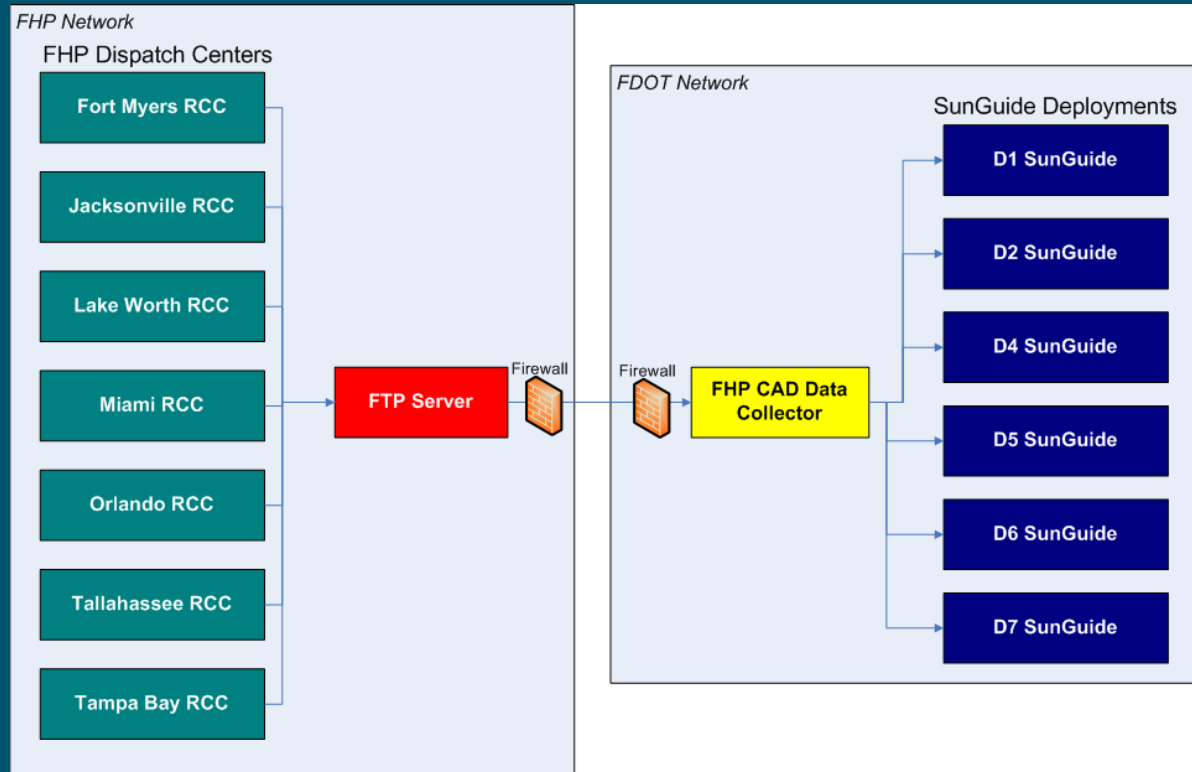 FHP Network
FHP Dispatch Centers
Fort Myers RCC
Jacksonville RCC
Lake Worth RCC
Miami RCC
Orlando RCC
Tallahassee RCC
Tampa Bay RCC
FTP Server
Firewall
Firewall
FDOT Network
FHP CAD Data
Collector
SunGuide Deployments
D1 SunGuide
D2 SunGuide
D4 SunGuide
D5 SunGuide
D6 SunGuide
D7 SunGuide